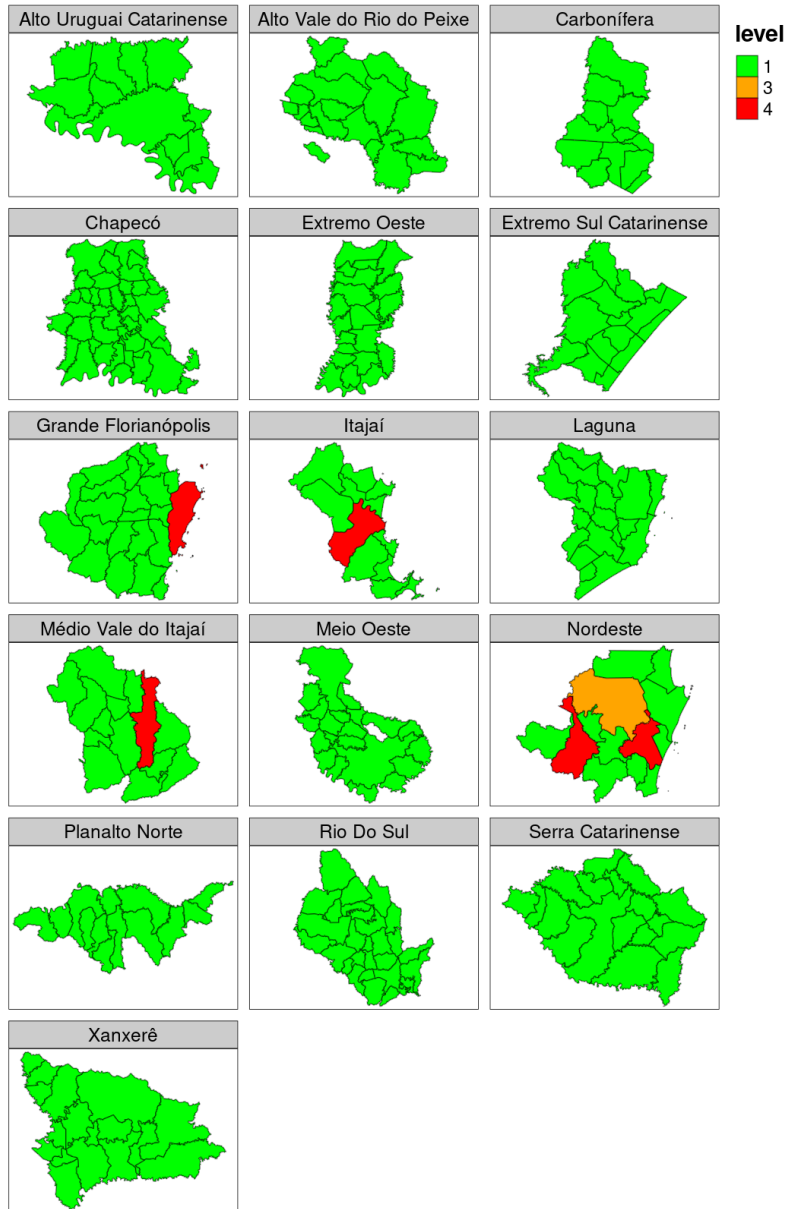 Alto Uruguai Catarinense
Alto Vale do Rio do Peixe
Carbonífera
level
1
3
4
Chapecó
Extremo Oeste
Extremo Sul Catarinense
Grande Florianópolis
Itajaí
Laguna
Médio Vale do Itajaí
Meio Oeste
Nordeste
Planalto Norte
Rio Do Sul
Serra Catarinense
Xanxerê